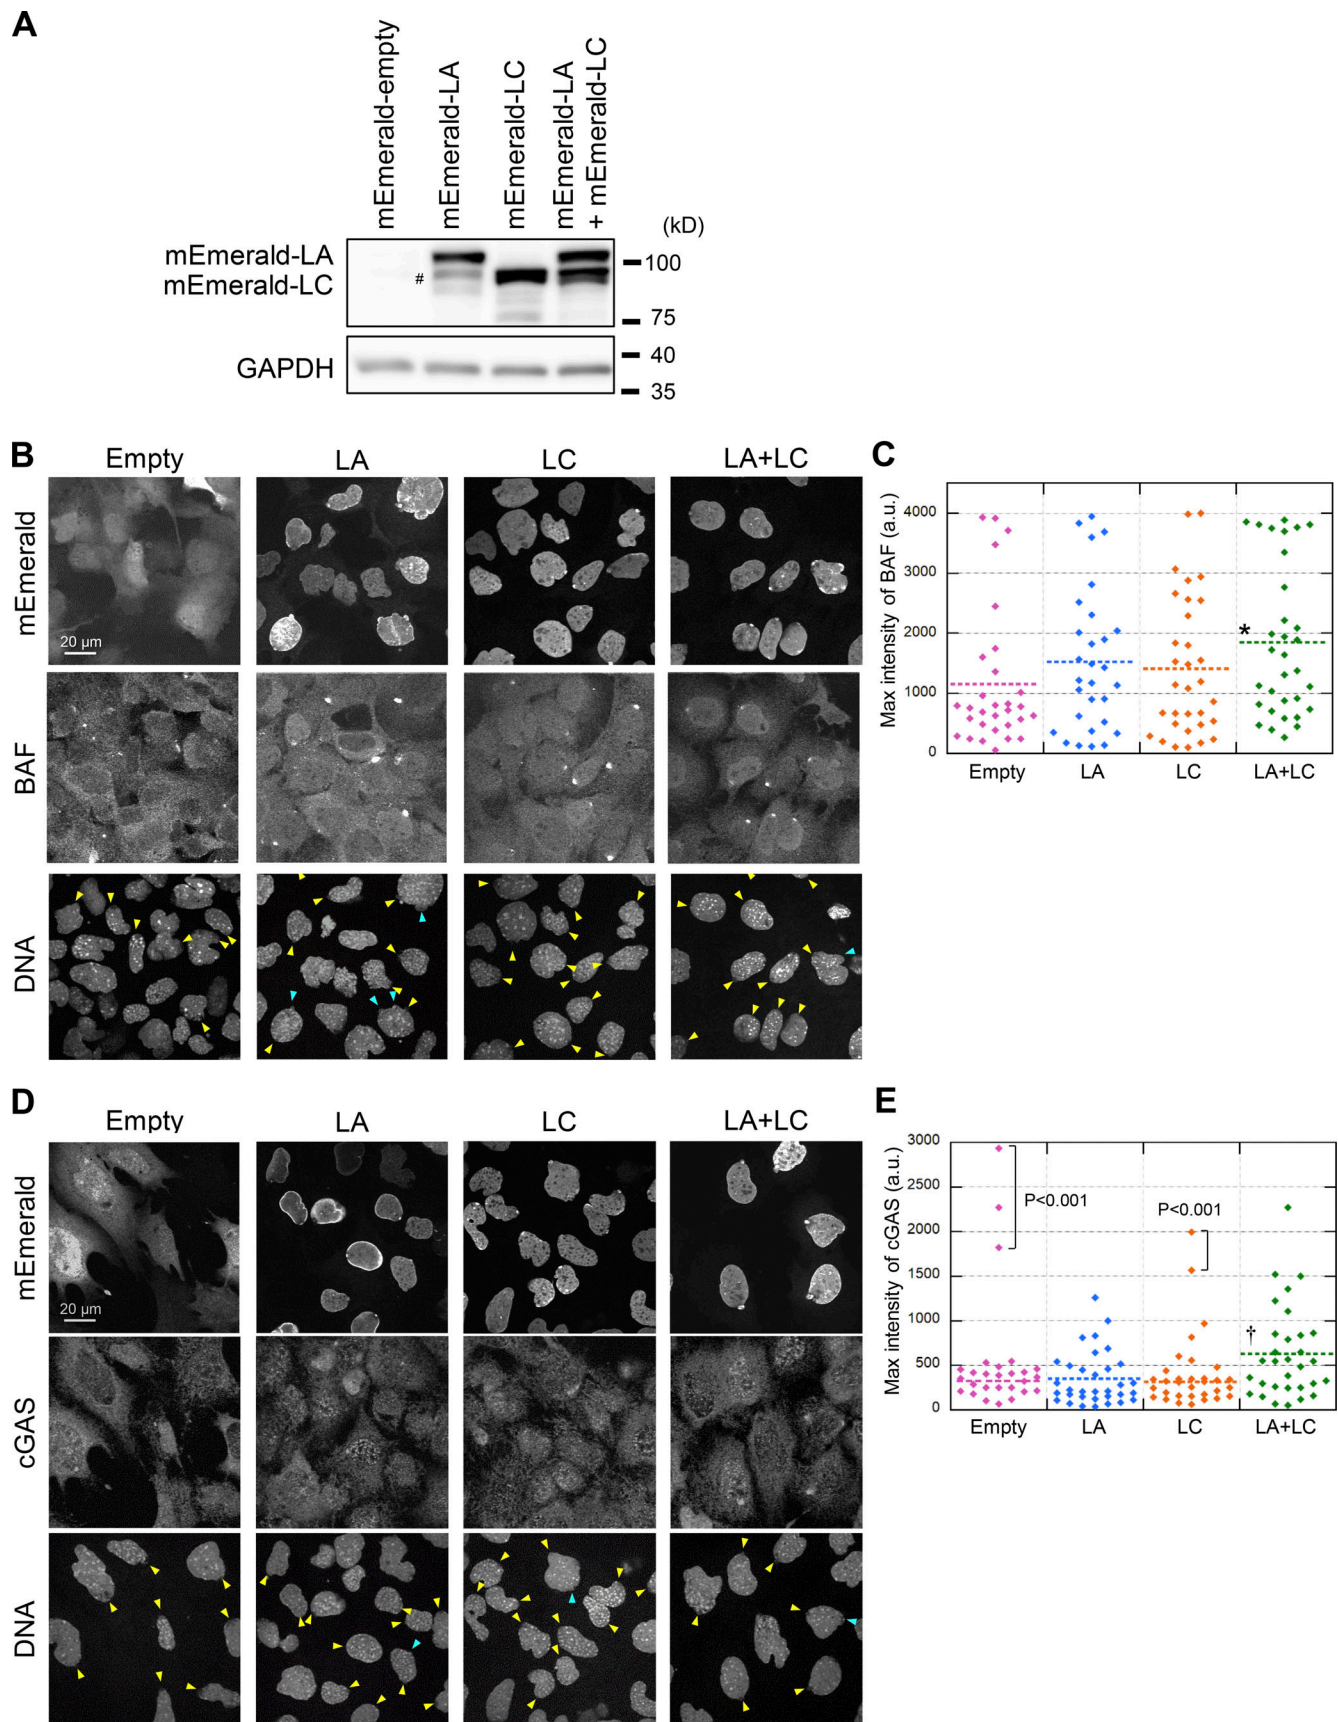 A
mEmerald-empty
mEmerald-LA
mEmerald-LC
mEmerald-LA
+ mEmerald-LC
(kD)
mEmerald-LA
mEmerald-LC
#
100
75
GAPDH
40
35
B
Empty
LA
LC
LA+LC
mEmerald
20 µm
BAF
DNA
C
Max intensity of BAF (a.u.)
4000
3000
2000
1000
0
*
Empty
LA
LC
LA+LC
D
Empty
LA
LC
LA+LC
mEmerald
20 µm
cGAS
DNA
E
Max intensity of cGAS (a.u.)
3000
2500
2000
1500
1000
500
0
P<0.001
P<0.001
†
Empty
LA
LC
LA+LC